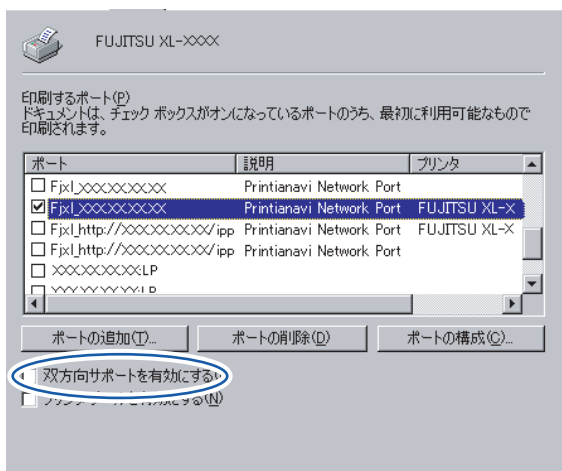 FUJITSU XL-XXXX
印刷するポート(P)
ドキュメントは、チェック ボックスがオンになっているポートのうち、最初に利用可能なもので
印刷されます。
ポート 説明 プリンタ
Fjxl_XXX.XX.XX.XX Printianavi Network Port
Fjxl_XXX.XX.XX.XX Printianavi Network Port FUJITSU XL-X
Fjxl_http://XXX.XX.XX.XX/ipp Printianavi Network Port FUJITSU XL-X
Fjxl_http://XXX.XX.XX.XX/ipp Printianavi Network Port
XXX.XX.XX.XX:LP
ポートの追加(T)... ポートの削除(D) ポートの構成(C)...
双方向サポートを有効にする
を有効にする(N)